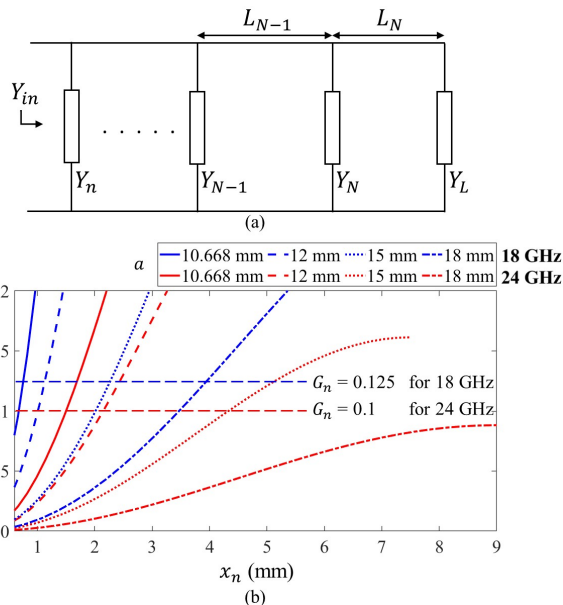 L_{N-1} L_N
Y_{in}
Y_n Y_{N-1} Y_N Y_L
(a)
a
10.668 mm 12 mm 15 mm 18 mm 18 GHz
10.668 mm 12 mm 15 mm 18 mm 24 GHz
2
5
G_n = 0.125 for 18 GHz
1
G_n = 0.1 for 24 GHz
5
0
1 2 3 4 5 6 7 8 9
x_n (mm)
(b)